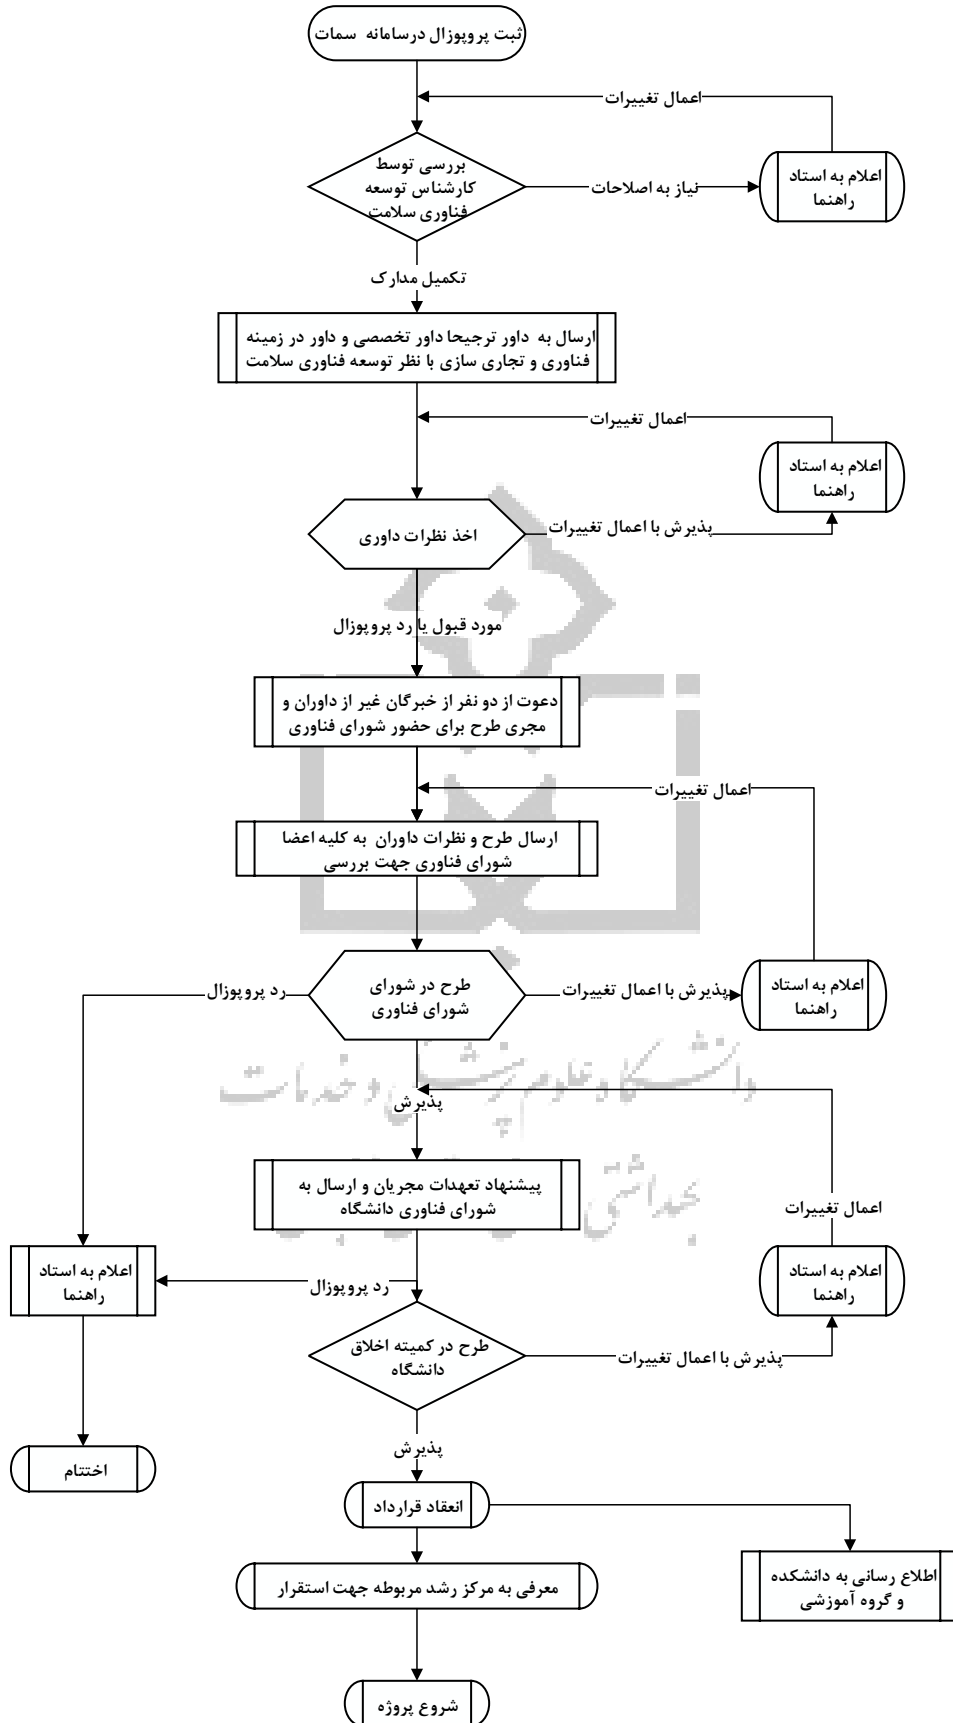 ثبت پروپوزال درسامانه سمات
اعمال تغییرات
بررسی توسط
کارشناس توسعه
فناوری سلامت
نیاز به اصلاحات
اعلام به استاد
راهنما
تکمیل مدارک
ارسال به داور ترجیحا داور تخصصی و داور در زمینه
فناوری و تجاری سازی با نظر توسعه فناوری سلامت
اعمال تغییرات
اعلام به استاد
راهنما
اخذ نظرات داوری
پذیرش با اعمال تغییرات
مورد قبول یا رد پروپوزال
دعوت از دو نفر از خبرگان غیر از داوران و
مجری طرح برای حضور شورای فناوری
اعمال تغییرات
ارسال طرح و نظرات داوران به کلیه اعضا
شورای فناوری جهت بررسی
طرح در شورای
شورای فناوری
پذیرش با اعمال تغییرات
اعلام به استاد
راهنما
رد پروپوزال
دانشگاه علوم پزشکی و خدمات
پذیرش
بهداشتی
پیشنهاد تعهدات مجریان و ارسال به
شورای فناوری دانشگاه
اعمال تغییرات
اعلام به استاد
راهنما
رد پروپوزال
اعلام به استاد
راهنما
طرح در کمیته اخلاق
دانشگاه
پذیرش با اعمال تغییرات
پذیرش
اختتام
انعقاد قرارداد
اطلاع رسانی به دانشکده
و گروه آموزشی
معرفی به مرکز رشد مربوطه جهت استقرار
شروع پروژه